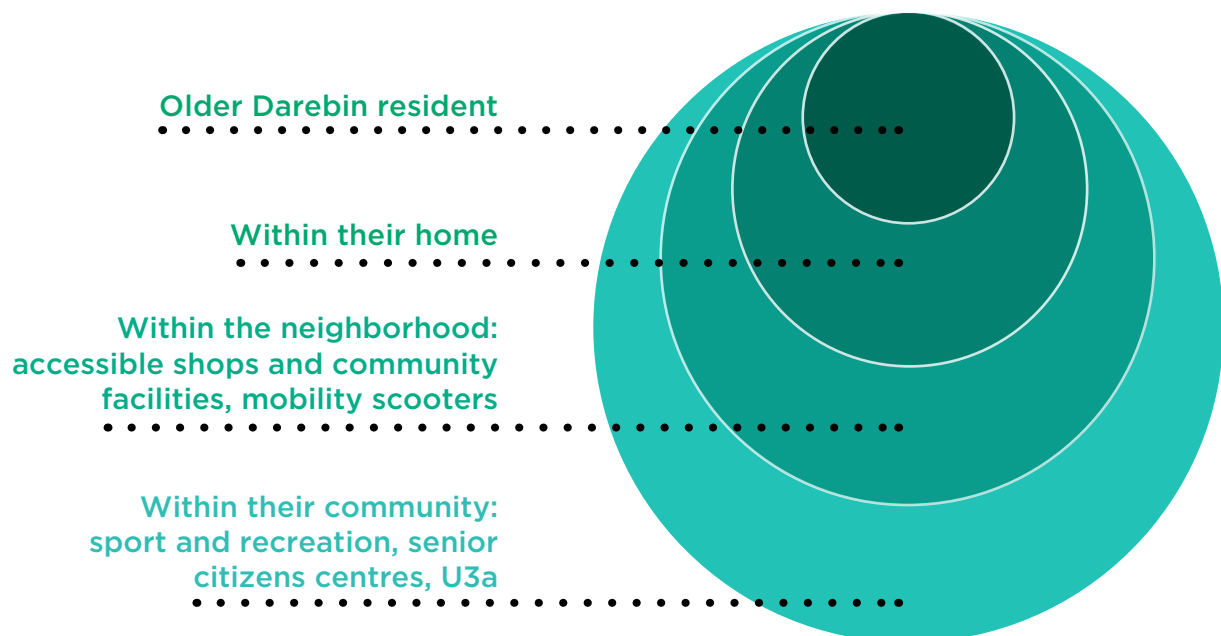 Older Darebin resident
Within their home
Within the neighborhood:
accessible shops and community
facilities, mobility scooters
Within their community:
sport and recreation, senior
citizens centres, U3a